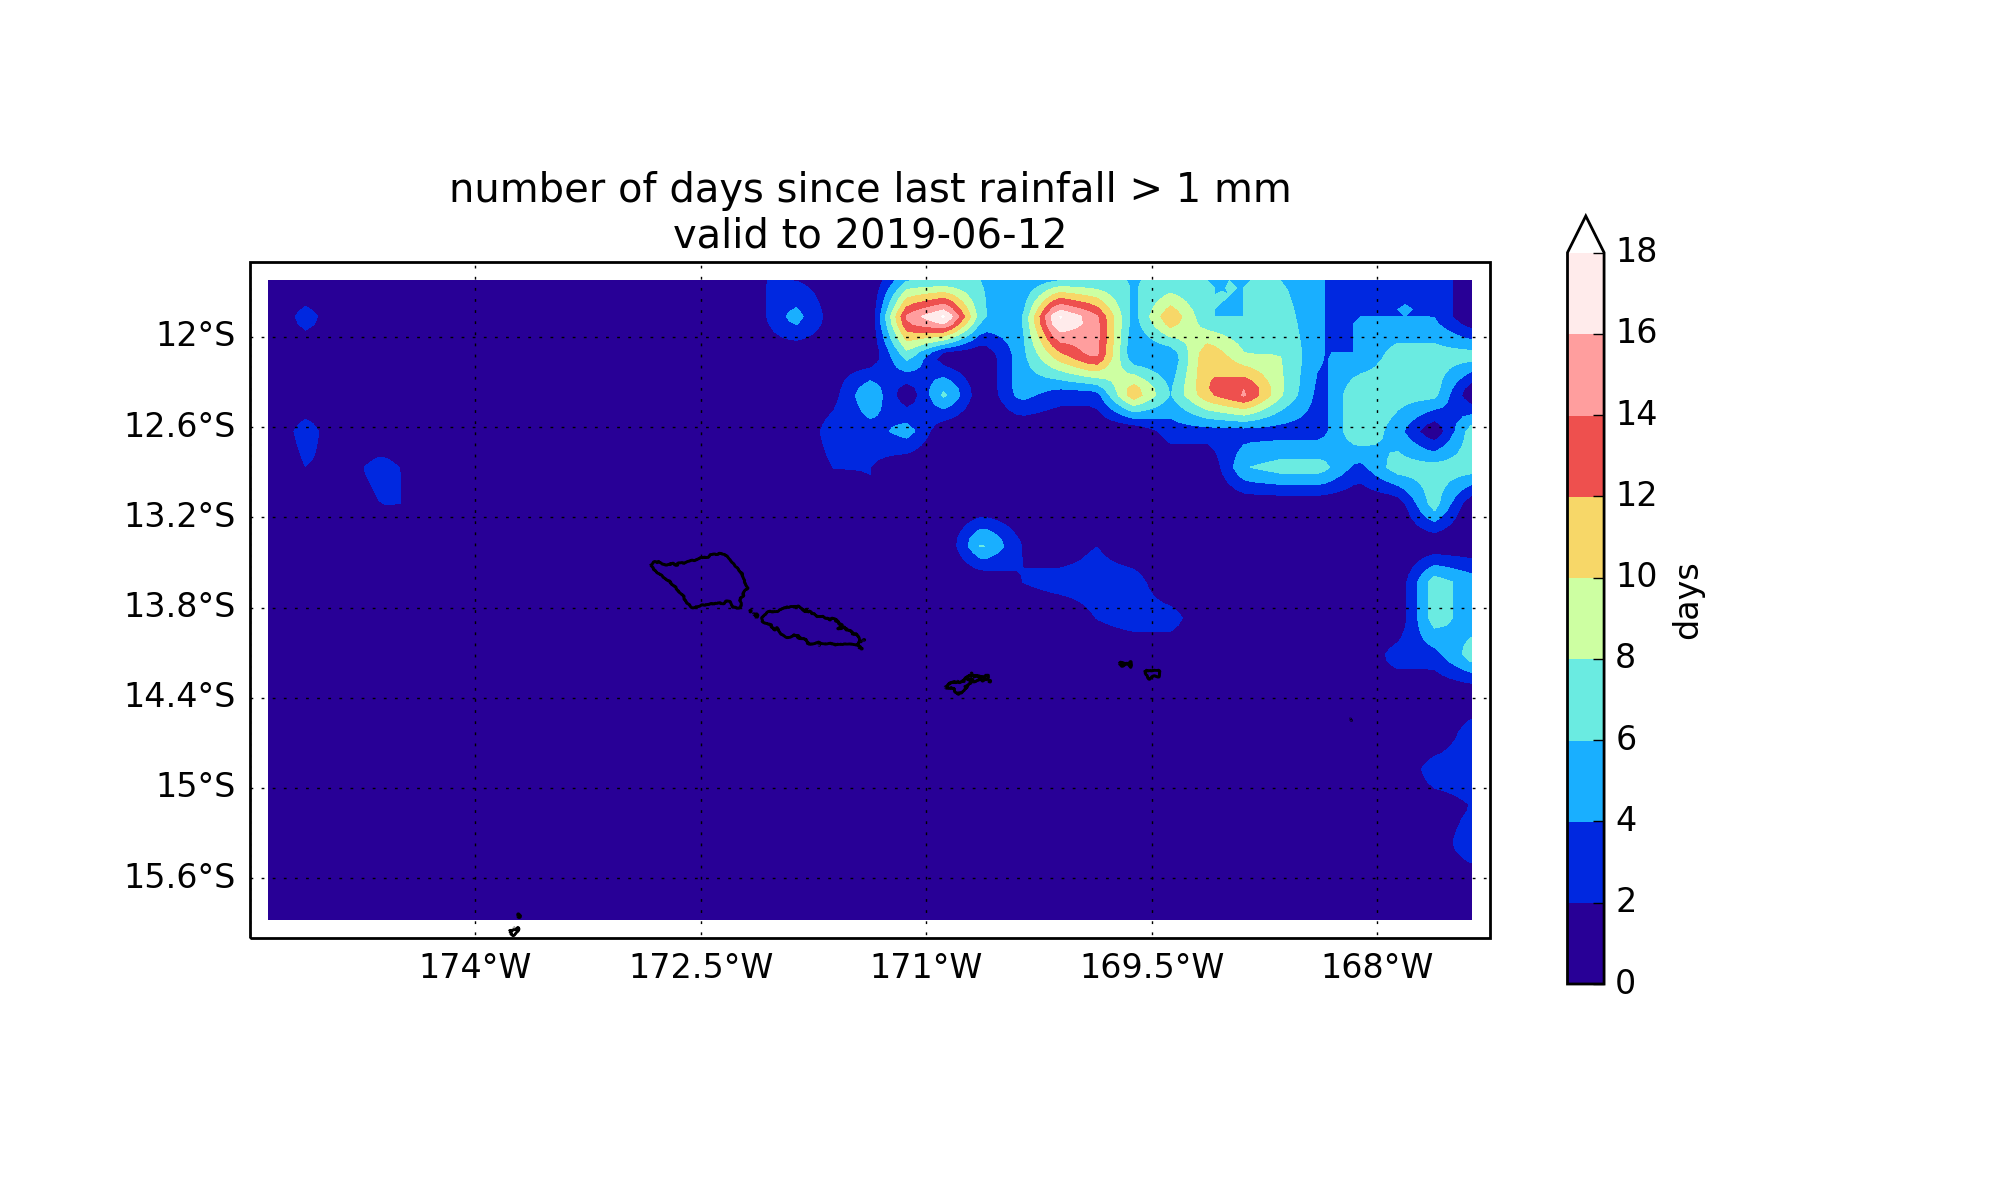 number of days since last rainfall > 1 mm
valid to 2019-06-12
12°S
12.6°S
13.2°S
13.8°S
14.4°S
15°S
15.6°S
174°W
172.5°W
171°W
169.5°W
168°W
18
16
14
12
10
8
6
4
2
0
days